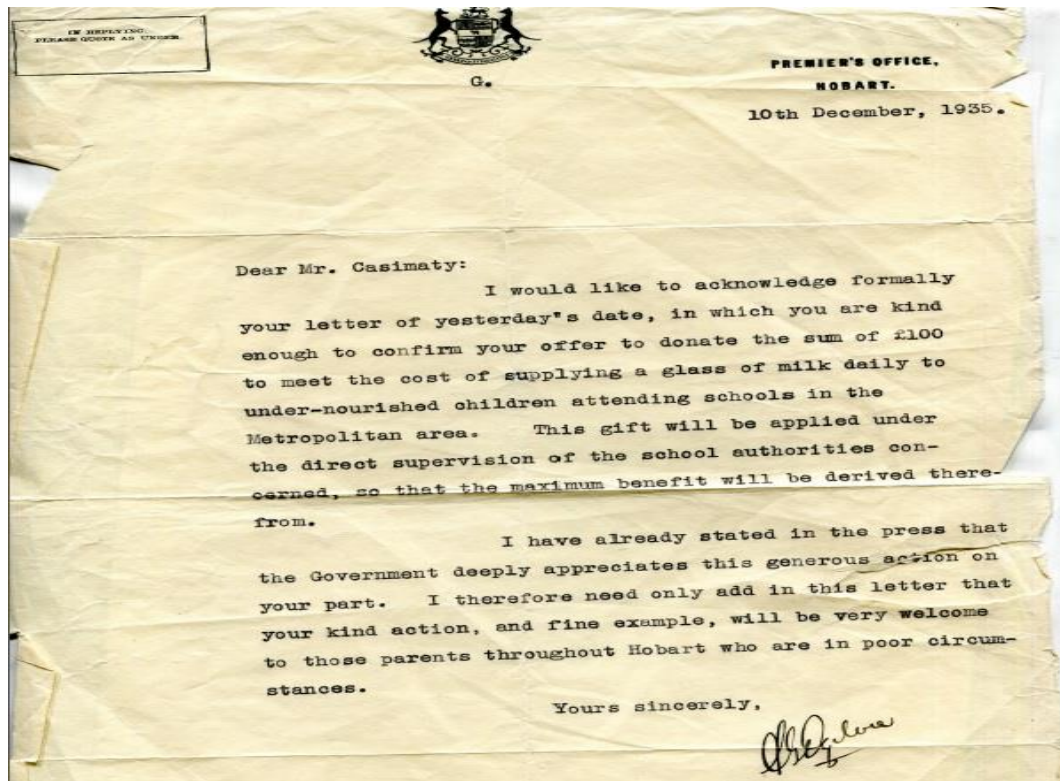 IN REPLYING
PLEASE QUOTE AS UNDER
G.
PREMIER'S OFFICE,
HOBART.
10th December, 1935.
Dear Mr. Casimaty:
I would like to acknowledge formally
your letter of yesterday's date, in which you are kind
enough to confirm your offer to donate the sum of £100
to meet the cost of supplying a glass of milk daily to
under-nourished children attending schools in the
Metropolitan area. This gift will be applied under
the direct supervision of the school authorities con-
cerned, so that the maximum benefit will be derived there-
from.
I have already stated in the press that
the Government deeply appreciates this generous action on
your part. I therefore need only add in this letter that
your kind action, and fine example, will be very welcome
to those parents throughout Hobart who are in poor circum-
stances.
Yours sincerely,